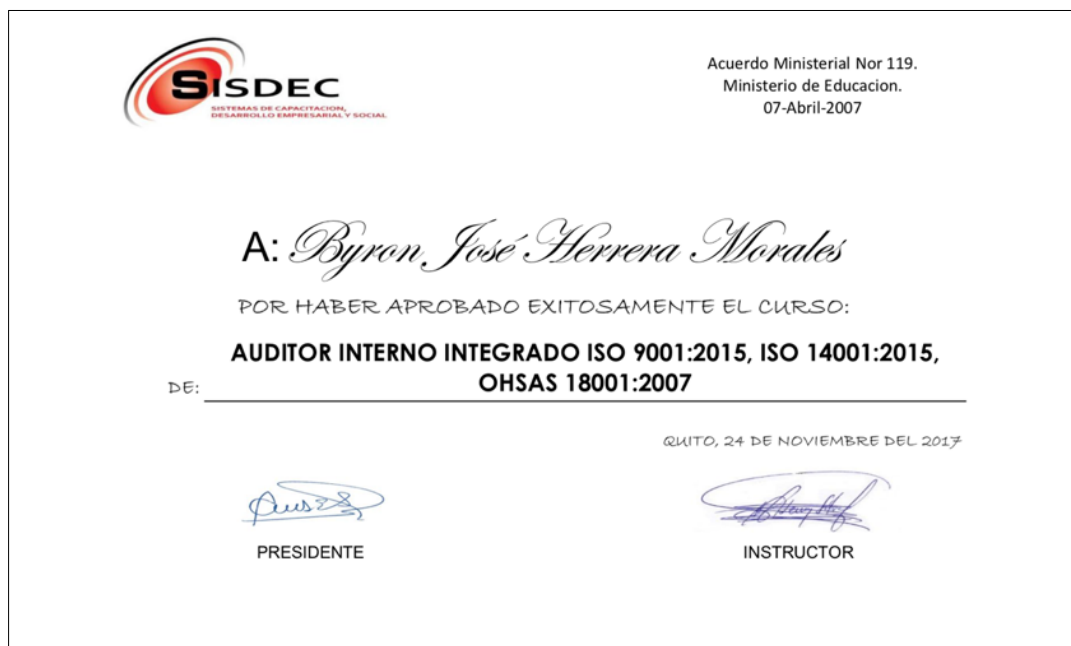 SISDEC
SISTEMAS DE CAPACITACION,
DESARROLLO EMPRESARIAL Y SOCIAL
Acuerdo Ministerial Nor 119.
Ministerio de Educacion.
07-Abril-2007
A: Byron José Herrera Morales
POR HABER APROBADO EXITOSAMENTE EL CURSO:
AUDITOR INTERNO INTEGRADO ISO 9001:2015, ISO 14001:2015,
DE: OHSAS 18001:2007
QUITO, 24 DE NOVIEMBRE DEL 2017
PRESIDENTE
INSTRUCTOR